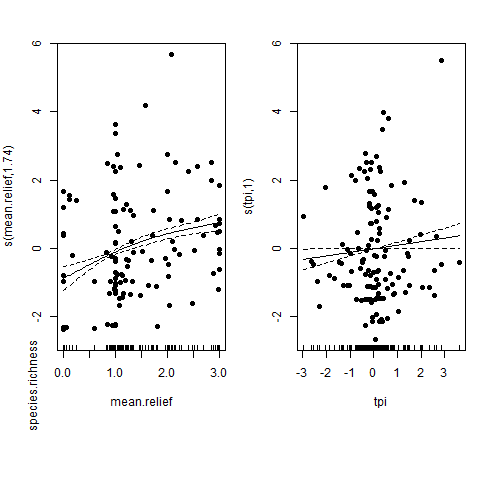 s(mean.relief,1.74)
6
4
2
0
-2
0.0 1.0 2.0 3.0
mean.relief
species.richness
s(tpi,1)
6
4
2
0
-2
-3 -2 -1 0 1 2 3
tpi